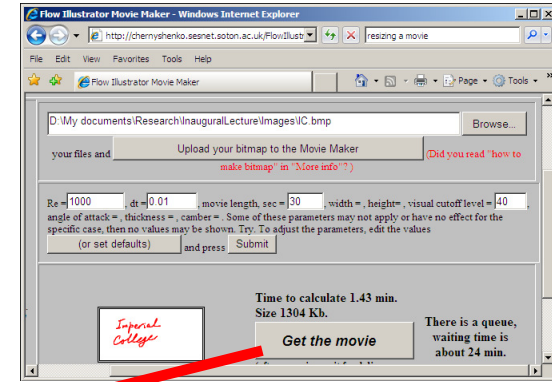 Flow Illustrator Movie Maker - Windows Internet Explorer
http://chernyshenko.sesnet.soton.ac.uk/FlowIllust
resizing a movie
File Edit View Favorites Tools Help
Flow Illustrator Movie Maker
Page Tools
D:\My documents\Research\InauguralLecture\Images\IC.bmp
Browse...
your files and Upload your bitmap to the Movie Maker (Did you read "how to
make bitmap" in "More info"? )
Re = 1000 , dt = 0.01 , movie length, sec = 30 , width = , height= , visual cutoff level = 40 ,
angle of attack = , thickness = , camber = . Some of these parameters may not apply or have no effect for the
specific case, then no values may be shown. Try. To adjust the parameters, edit the values
(or set defaults) and press Submit
Time to calculate 1.43 min.
Size 1304 Kb.
Imperial
College
Get the movie
There is a queue,
waiting time is
about 24 min.